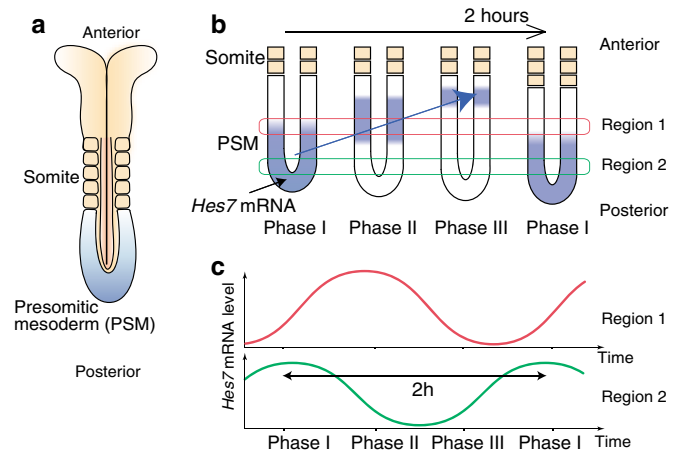 a
Anterior
Somite
Presomitic
mesoderm (PSM)
Posterior
b
2 hours
Somite
Anterior
Region 1
PSM
Region 2
Hes7 mRNA
Posterior
Phase I
Phase II
Phase III
Phase I
c
Hes7 mRNA level
Region 1
Time
2h
Region 2
Phase I
Phase II
Phase III
Phase I
Time